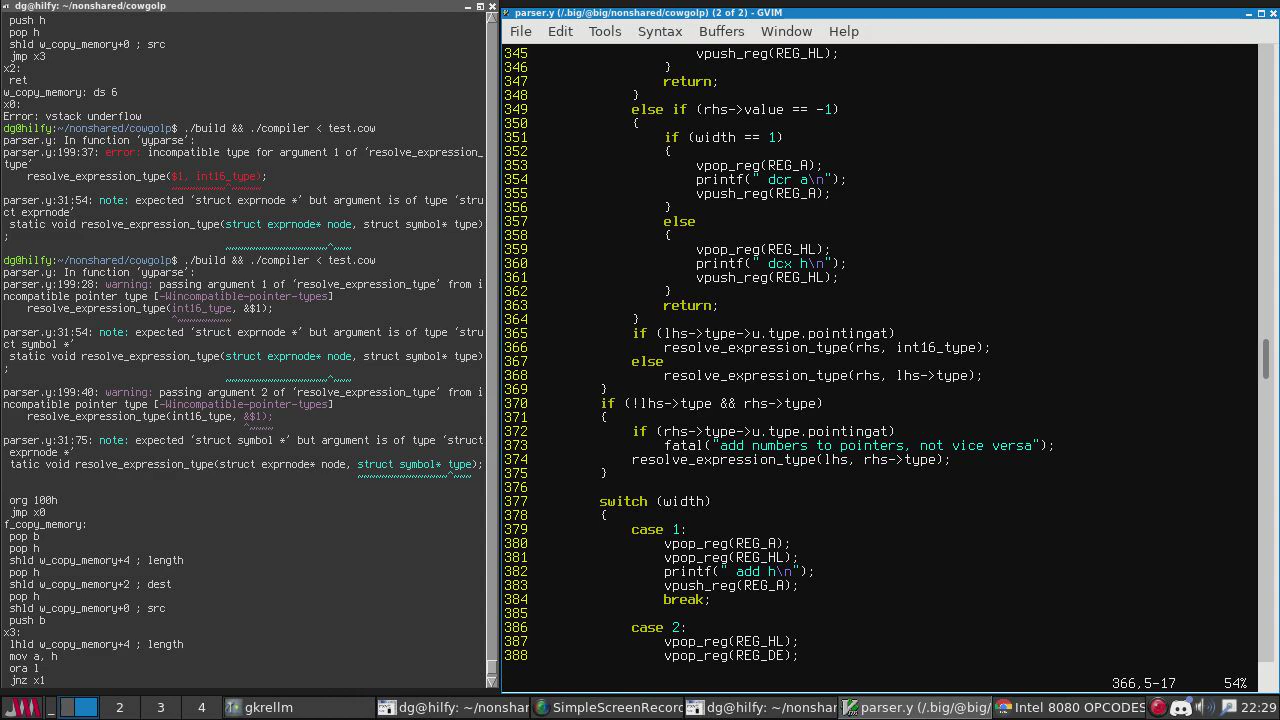 dg@hilfy: ~/nonshared/cowgolp
push h
pop h
shld w_copy_memory+0 ; src
jmp x3
x2:
ret
w_copy_memory: ds 6
x0:
Error: vstack underflow
dg@hilfy:~/nonshared/cowgolp$ ./build && ./compiler < test.cow
parser.y: In function ‘yyparse’:
parser.y:199:37: error: incompatible type for argument 1 of ‘resolve_expression_
type’
resolve_expression_type($1, int16_type);
~~~~~~~~~~~^~~~~~~
parser.y:31:54: note: expected ‘struct exprnode *’ but argument is of type ‘stru
ct exprnode’
static void resolve_expression_type(struct exprnode* node, struct symbol* type)
;
~~~~~~~~~~~~~~~~~^~~~
dg@hilfy:~/nonshared/cowgolp$ ./build && ./compiler < test.cow
parser.y: In function ‘yyparse’:
parser.y:199:28: warning: passing argument 1 of ‘resolve_expression_type’ from i
ncompatible pointer type [-Wincompatible-pointer-types]
resolve_expression_type(int16_type, &$1);
^~~~~~~~~~
parser.y:31:54: note: expected ‘struct exprnode *’ but argument is of type ‘stru
ct symbol *’
static void resolve_expression_type(struct exprnode* node, struct symbol* type)
;
~~~~~~~~~~~~~~~~~^~~~
parser.y:199:40: warning: passing argument 2 of ‘resolve_expression_type’ from i
ncompatible pointer type [-Wincompatible-pointer-types]
resolve_expression_type(int16_type, &$1);
^~~~
parser.y:31:75: note: expected ‘struct symbol *’ but argument is of type ‘struct
exprnode *
tatic void resolve_expression_type(struct exprnode* node, struct symbol* type);
~~~~~~~~~~~~~~~^~~~
org 100h
jmp x0
f_copy_memory:
pop b
pop h
shld w_copy_memory+4 ; length
pop h
shld w_copy_memory+2 ; dest
pop h
shld w_copy_memory+0 ; src
push b
x3:
lhld w_copy_memory+4 ; length
mov a, h
ora l
jnz x1
parser.y (/.big/@big/nonshared/cowgolp) (2 of 2) - GVIM
File Edit Tools Syntax Buffers Window Help
345 vpush_reg(REG_HL);
346 }
347 return;
348 }
349 else if (rhs->value == -1)
350 {
351 if (width == 1)
352 {
353 vpop_reg(REG_A);
354 printf(" dcr a\n");
355 vpush_reg(REG_A);
356 }
357 else
358 {
359 vpop_reg(REG_HL);
360 printf(" dcx h\n");
361 vpush_reg(REG_HL);
362 }
363 return;
364 }
365 if (lhs->type->u.type.pointingat)
366 resolve_expression_type(rhs, int16_type);
367 else
368 resolve_expression_type(rhs, lhs->type);
369 }
370 if (!lhs->type && rhs->type)
371 {
372 if (rhs->type->u.type.pointingat)
373 fatal("add numbers to pointers, not vice versa");
374 resolve_expression_type(lhs, rhs->type);
375 }
376
377 switch (width)
378 {
379 case 1:
380 vpop_reg(REG_A);
381 vpop_reg(REG_HL);
382 printf(" add h\n");
383 vpush_reg(REG_A);
384 break;
385
386 case 2:
387 vpop_reg(REG_HL);
388 vpop_reg(REG_DE);
366,5-17 54%
2 3 4 gkrellm dg@hilfy: ~/nonshar SimpleScreenRecor dg@hilfy: ~/nonshar parser.y (/.big/@big/ Intel 8080 OPCODES 22:29